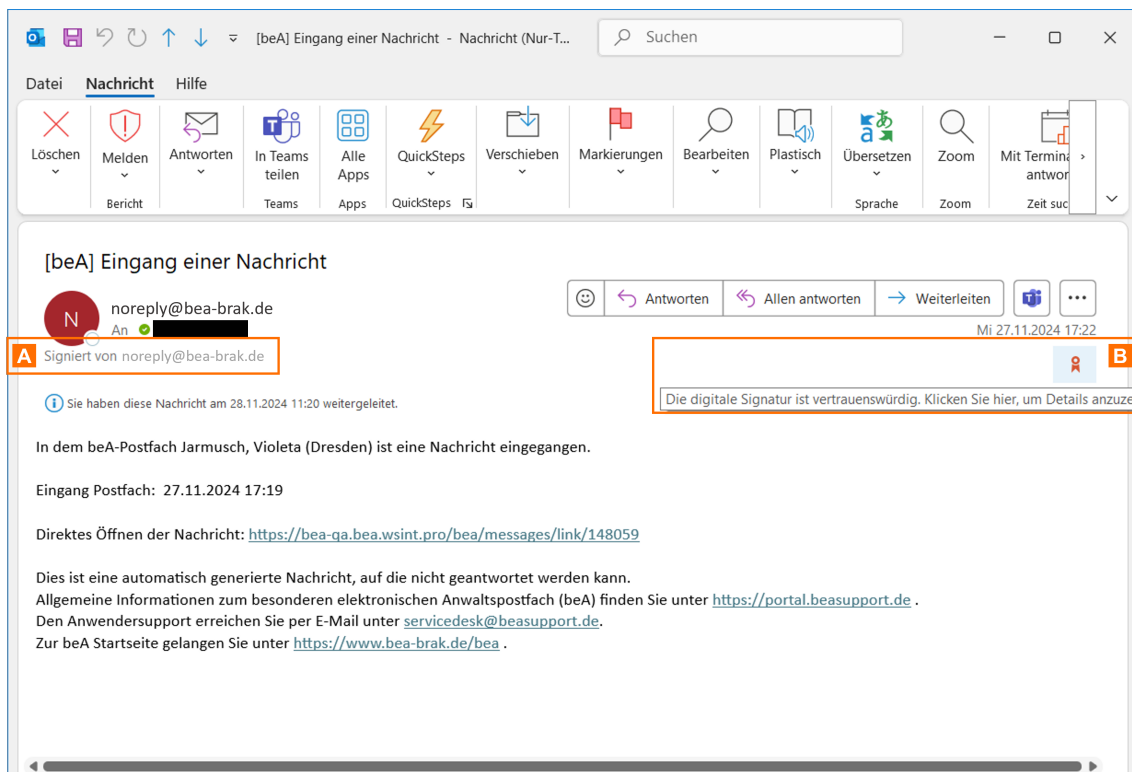 [beA] Eingang einer Nachricht - Nachricht (Nur-T...
Suchen
Datei Nachricht Hilfe
Löschen Melden Antworten In Teams teilen Alle Apps QuickSteps Verschieben Markierungen Bearbeiten Plastisch Übersetzen Zoom Mit antwor
Bericht Teams Apps QuickSteps Sprache Zoom Zeit suc
[beA] Eingang einer Nachricht
N
noreply@bea-brak.de
Antworten Allen antworten Weiterleiten
An
Mi 27.11.2024 17:22
A Signiert von noreply@bea-brak.de
B
Die digitale Signatur ist vertrauenswürdig. Klicken Sie hier, um Details anzuze
Sie haben diese Nachricht am 28.11.2024 11:20 weitergeleitet.
In dem beA-Postfach Jarmusch, Violeta (Dresden) ist eine Nachricht eingegangen.
Eingang Postfach: 27.11.2024 17:19
Direktes Öffnen der Nachricht: https://bea-qa.bea.wsint.pro/bea/messages/link/148059
Dies ist eine automatisch generierte Nachricht, auf die nicht geantwortet werden kann.
Allgemeine Informationen zum besonderen elektronischen Anwaltspostfach (beA) finden Sie unter https://portal.beasupport.de .
Den Anwendersupport erreichen Sie per E-Mail unter servicedesk@beasupport.de.
Zur beA Startseite gelangen Sie unter https://www.bea-brak.de/bea .